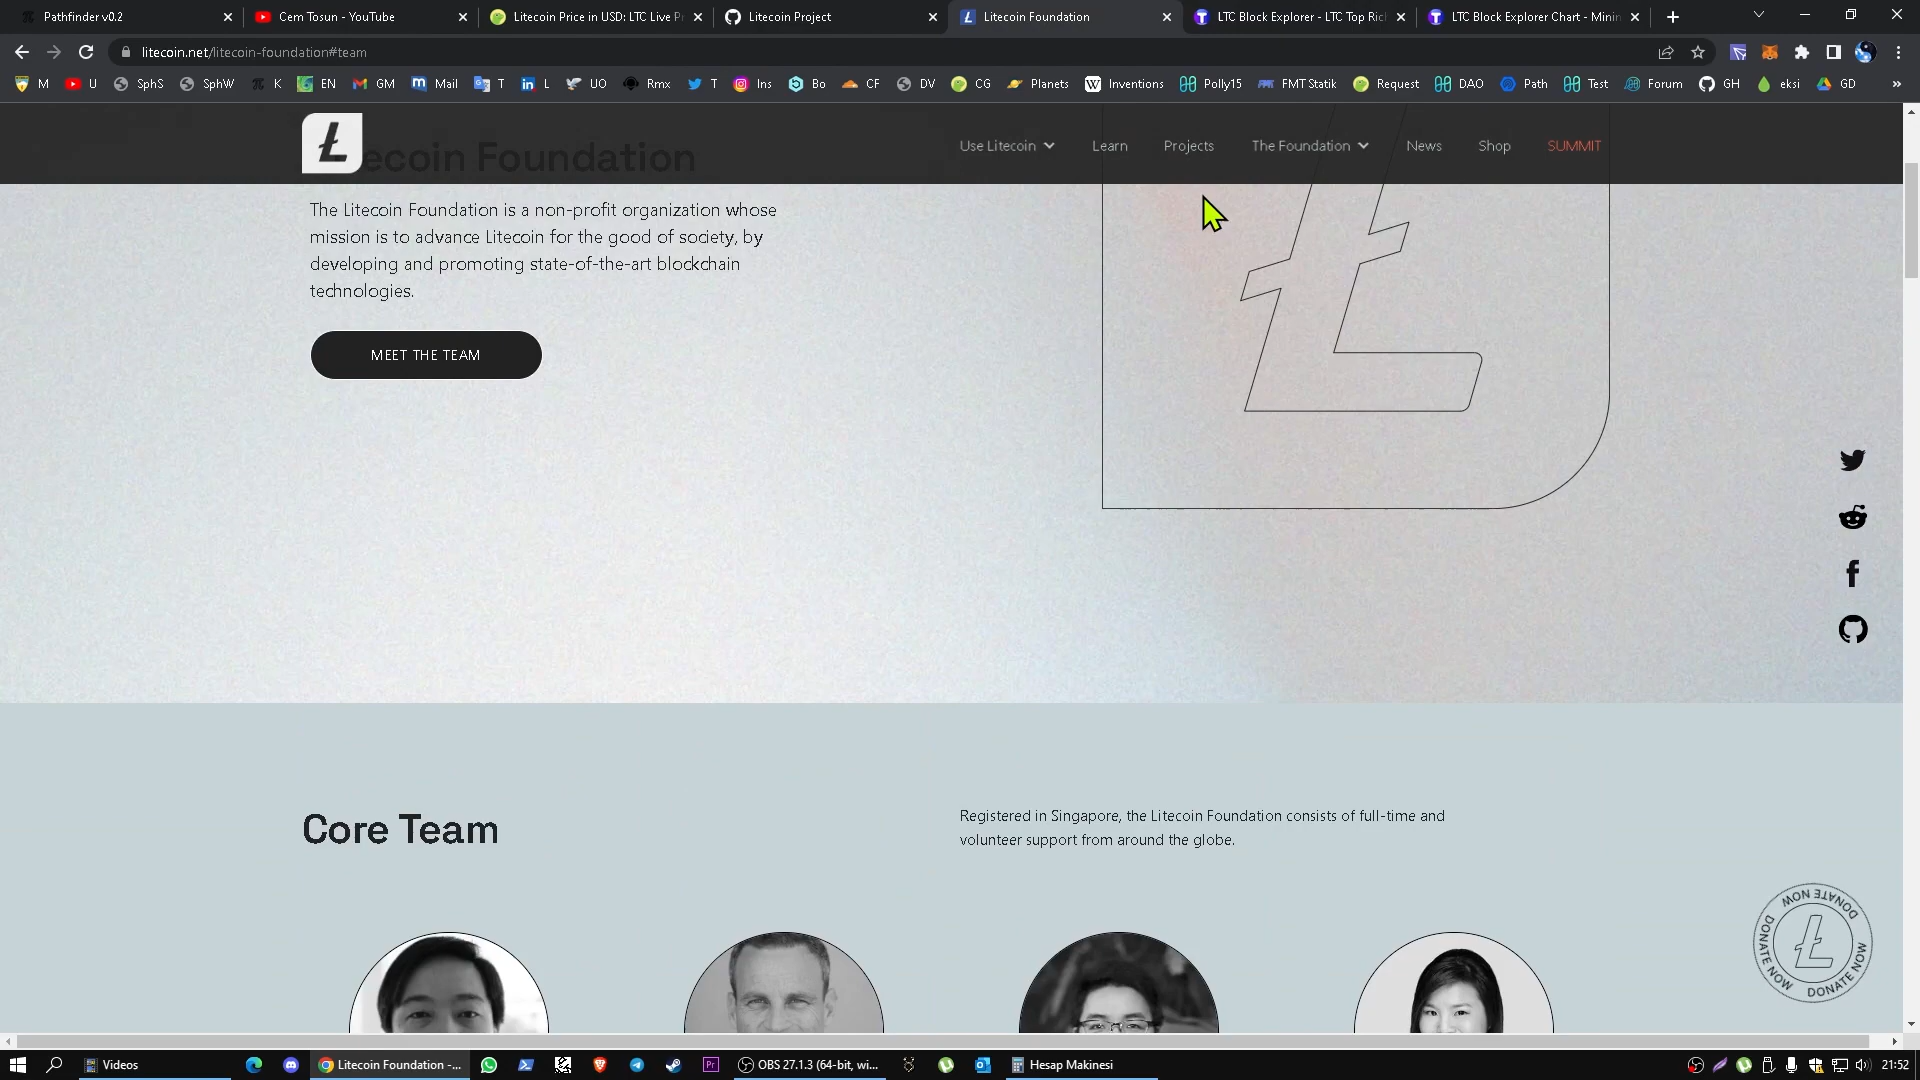 Pathfinder v0.2
Cem Tosun - YouTube
Litecoin Price in USD: LTC Live Pr
Litecoin Project
Litecoin Foundation
LTC Block Explorer - LTC Top Ric
LTC Block Explorer Chart - Minin
litecoin.net/litecoin-foundation#team
M
U
SphS
SphW
K
EN
GM
Mail
T
L
UO
Rmx
T
Ins
Bo
CF
DV
CG
Planets
Inventions
Polly15
FMT Statik
Request
DAO
Path
Test
Forum
GH
eksi
GD
Use Litecoin
Learn
Projects
The Foundation
News
Shop
SUMMIT
ecoin Foundation
The Litecoin Foundation is a non-profit organization whose
mission is to advance Litecoin for the good of society, by
developing and promoting state-of-the-art blockchain
technologies.
MEET THE TEAM
Core Team
Registered in Singapore, the Litecoin Foundation consists of full-time and
volunteer support from around the globe.
DONATE NOW DONATE NOW DONATE NOW
Videos
Litecoin Foundation -...
OBS 27.1.3 (64-bit, wi...
Hesap Makinesi
21:52